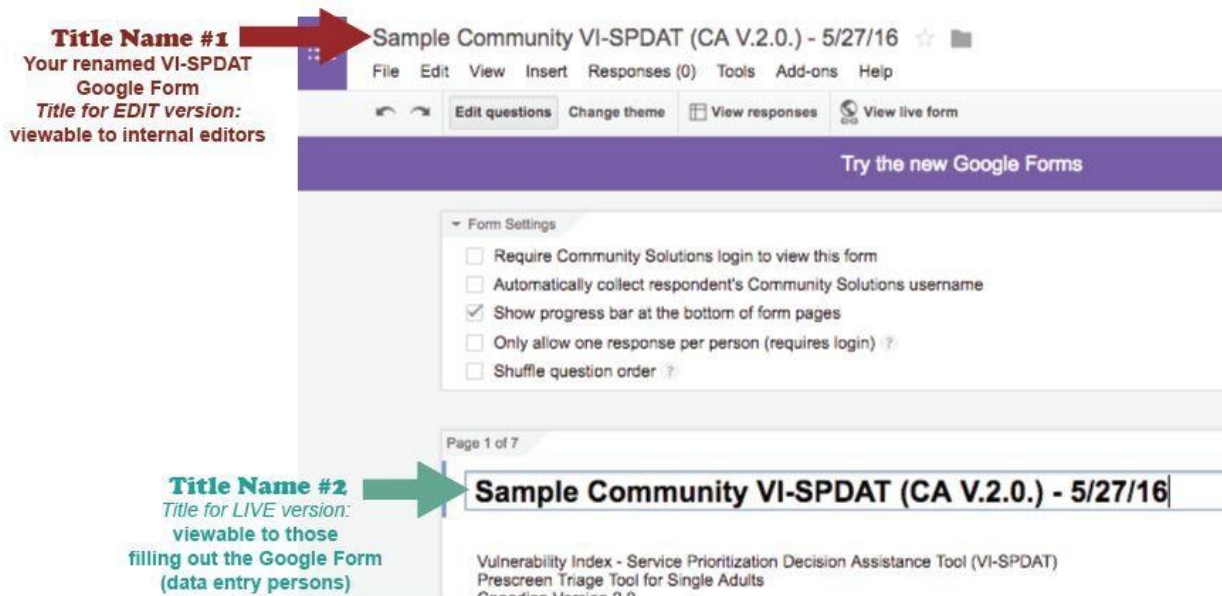 Title Name #1
Your renamed VI-SPDAT
Google Form
Title for EDIT version:
viewable to internal editors
Sample Community VI-SPDAT (CA V.2.0.) - 5/27/16
File Edit View Insert Responses (0) Tools Add-ons Help
Edit questions Change theme View responses View live form
Try the new Google Forms
Form Settings
Require Community Solutions login to view this form
Automatically collect respondent's Community Solutions username
Show progress bar at the bottom of form pages
Only allow one response per person (requires login) ?
Shuffle question order ?
Page 1 of 7
Title Name #2
Title for LIVE version:
viewable to those
filling out the Google Form
(data entry persons)
Sample Community VI-SPDAT (CA V.2.0.) - 5/27/16
Vulnerability Index - Service Prioritization Decision Assistance Tool (VI-SPDAT)
Prescreen Triage Tool for Single Adults
Canadian Version 2.0